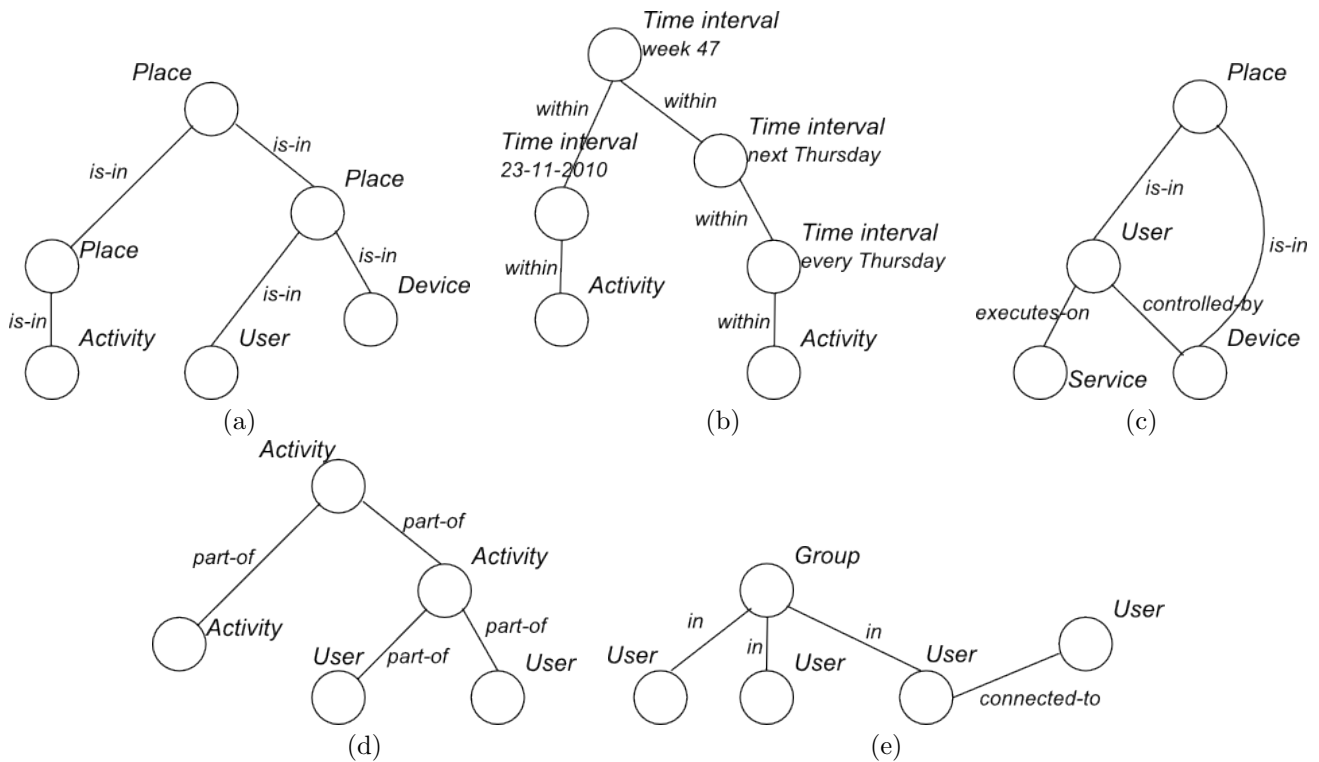 Place
is-in
is-in
Place
Place
is-in
is-in
is-in
Activity
User
Device
(a)
Time interval
week 47
within
within
Time interval
23-11-2010
Time interval
next Thursday
within
within
Time interval
every Thursday
Activity
within
Activity
(b)
Place
is-in
is-in
User
executes-on
controlled-by
Service
Device
(c)
Activity
part-of
part-of
Activity
Activity
part-of
part-of
User
User
(d)
Group
in
in
in
User
User
User
User
connected-to
(e)